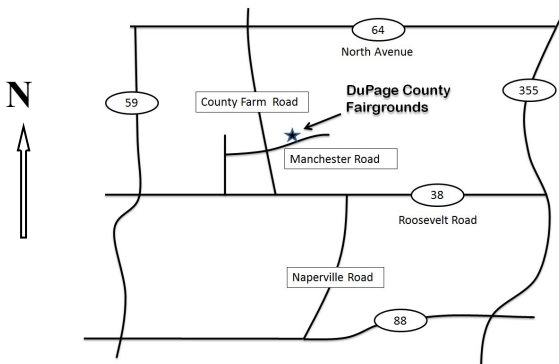 64
North Avenue
N
59
County Farm Road
DuPage County
Fairgrounds
355
Manchester Road
38
Roosevelt Road
Naperville Road
88